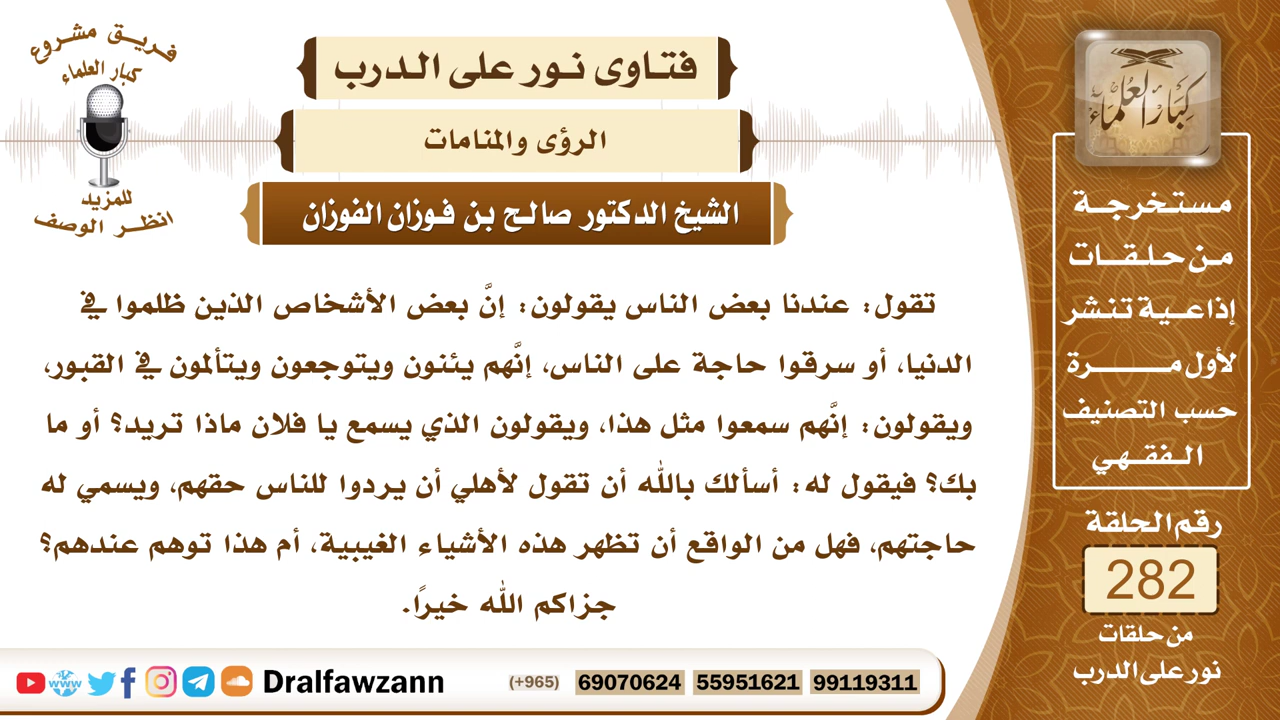 فريق مشروع
كبار العلماء
للمزيد
انظر الوصف
فتاوى نور على الدرب
الرؤى والمنامات
الشيخ الدكتور صالح بن فوزان الفوزان
تقول: عندنا بعض الناس يقولون: إنَّ بعض الأشخاص الذين ظلموا في
الدنيا، أو سرقوا حاجة على الناس، إنَّهم يئنون ويتوجعون ويتألمون في القبور،
ويقولون: إنَّهم سمعوا مثل هذا، ويقولون الذي يسمع يا فلان ماذا تريد؟ أو ما
بك؟ فيقول له: أسألك بالله أن تقول لأهلي أن يردوا للناس حقهم، ويسمي له
حاجتهم، فهل من الواقع أن تظهر هذه الأشياء الغيبية، أم هذا توهم عندهم؟
جزاكم الله خيرًا.
كبار العلماء
مستخرجة
من حلقات
إذاعية تنشر
لأول مرة
حسب التصنيف
الفقهي
رقم الحلقة
282
من حلقات
نور على الدرب
www
Dralfawzann (+965) 69070624 55951621 99119311